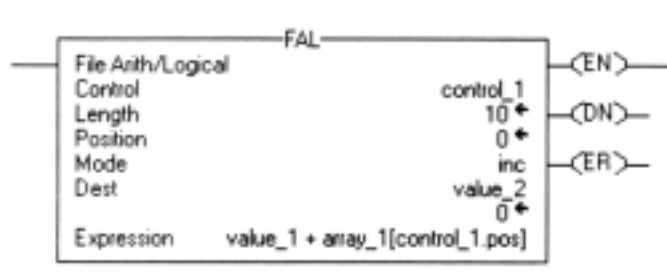 FAL
File Arith/Logical
Control control_1
Length 10
Position 0
Mode inc
Dest value_2
0
Expression value_1 + array_1[control_1.pos]
EN
DN
ER